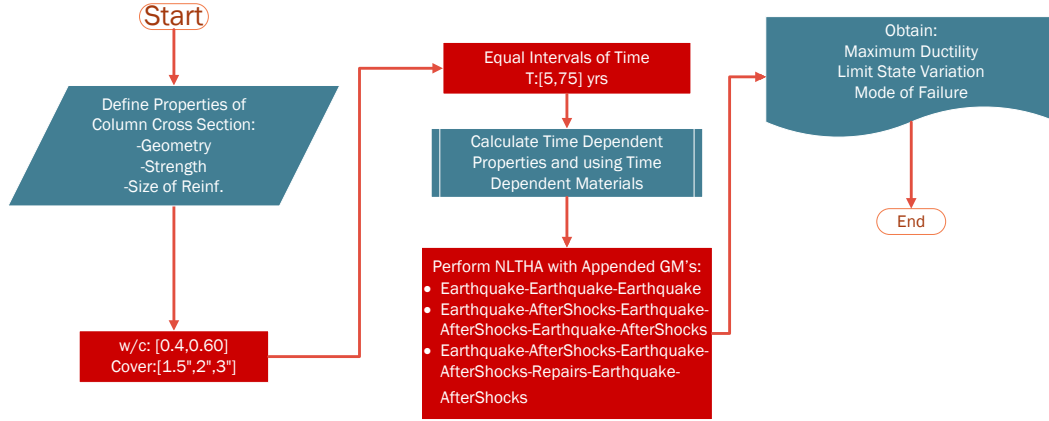 Start
Define Properties of
Column Cross Section:
-Geometry
-Strength
-Size of Reinf.
w/c: [0.4,0.60]
Cover:[1.5",2",3"]
Equal Intervals of Time
T:[5,75] yrs
Calculate Time Dependent
Properties and using Time
Dependent Materials
Perform NLTHA with Appended GM's:
• Earthquake-Earthquake-Earthquake
• Earthquake-AfterShocks-Earthquake-
AfterShocks-Earthquake-AfterShocks
• Earthquake-AfterShocks-Earthquake-
AfterShocks-Repairs-Earthquake-
AfterShocks
Obtain:
Maximum Ductility
Limit State Variation
Mode of Failure
End